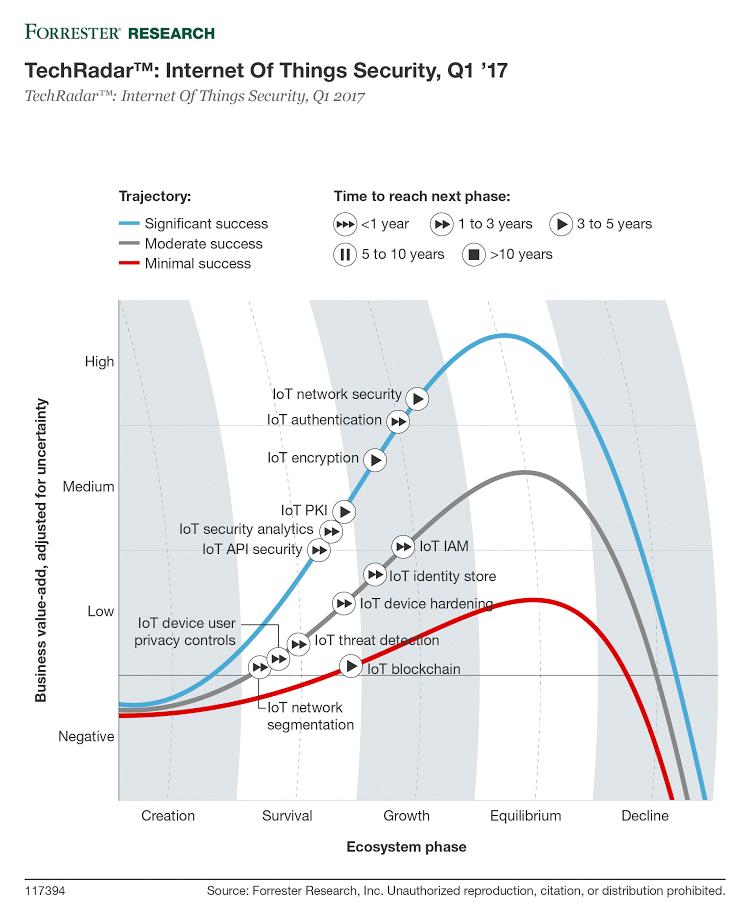 FORRESTER® RESEARCH
TechRadar™: Internet Of Things Security, Q1 ’17
TechRadar™: Internet Of Things Security, Q1 2017
Trajectory:
Significant success
Moderate success
Minimal success
Time to reach next phase:
<1 year
1 to 3 years
3 to 5 years
5 to 10 years
>10 years
Business value-add, adjusted for uncertainty
High
Medium
Low
Negative
IoT network security
IoT authentication
IoT encryption
IoT PKI
IoT security analytics
IoT API security
IoT IAM
IoT identity store
IoT device hardening
IoT device user
privacy controls
IoT threat detection
IoT blockchain
IoT network
segmentation
Creation
Survival
Growth
Equilibrium
Decline
Ecosystem phase
117394
Source: Forrester Research, Inc. Unauthorized reproduction, citation, or distribution prohibited.